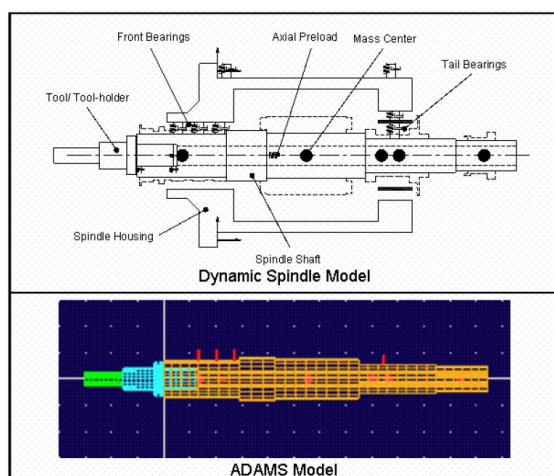 Front Bearings
Axial Preload
Mass Center
Tail Bearings
Tool/ Tool-holder
Spindle Housing
Spindle Shaft
Dynamic Spindle Model
ADAMS Model